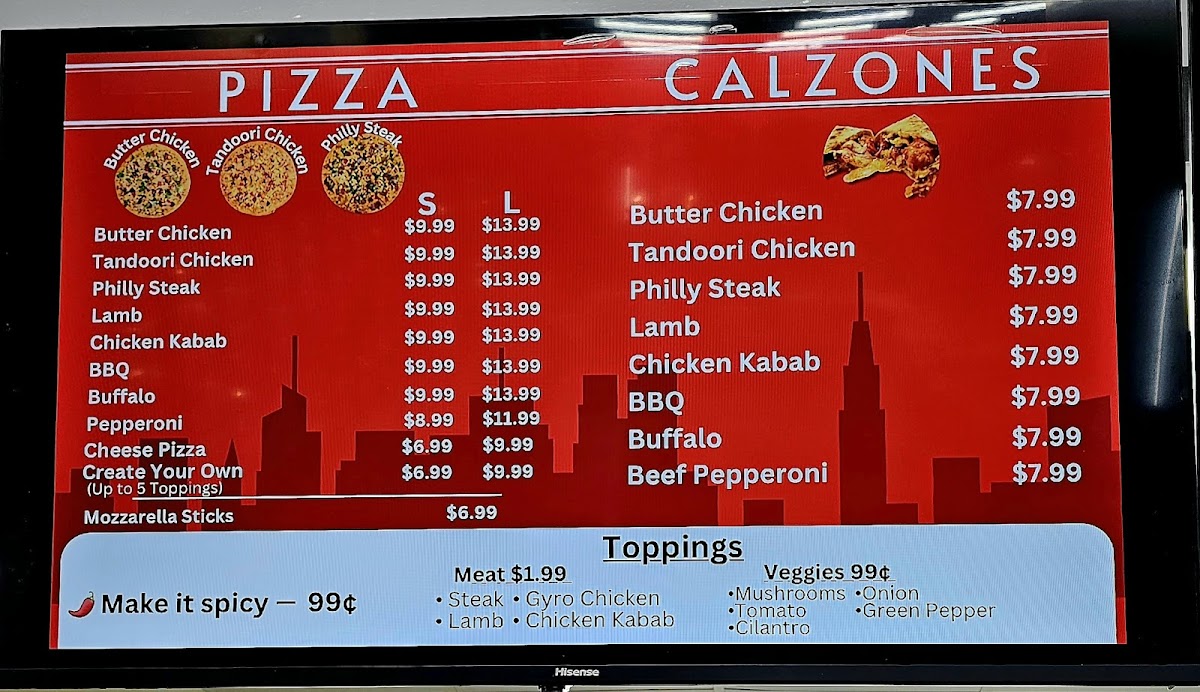 PIZZA
CALZONES
Butter Chicken
Tandoori Chicken
Philly Steak
S L
Butter Chicken $9.99 $13.99
Tandoori Chicken $9.99 $13.99
Philly Steak $9.99 $13.99
Lamb $9.99 $13.99
Chicken Kabab $9.99 $13.99
BBQ $9.99 $13.99
Buffalo $9.99 $13.99
Pepperoni $8.99 $11.99
Cheese Pizza $6.99 $9.99
Create Your Own $6.99 $9.99
(Up to 5 Toppings)
Mozzarella Sticks $6.99
Butter Chicken $7.99
Tandoori Chicken $7.99
Philly Steak $7.99
Lamb $7.99
Chicken Kabab $7.99
BBQ $7.99
Buffalo $7.99
Beef Pepperoni $7.99
Toppings
Make it spicy — 99¢
Meat $1.99
• Steak • Gyro Chicken
• Lamb • Chicken Kabab
Veggies 99¢
•Mushrooms •Onion
•Tomato •Green Pepper
•Cilantro
Hisense